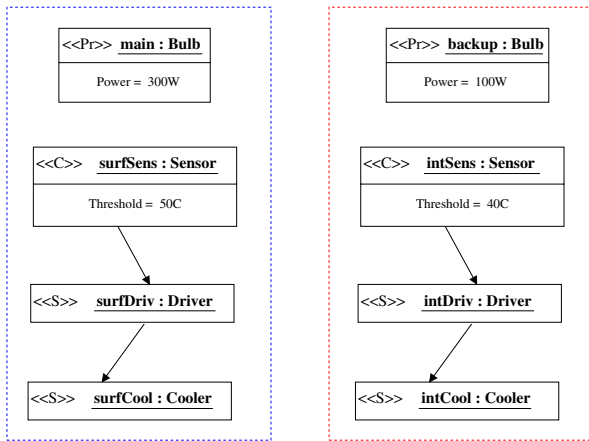 <<Pr>> main : Bulb
Power = 300W
<<C>> surfSens : Sensor
Threshold = 50C
<<S>> surfDriv : Driver
<<S>> surfCool : Cooler
<<Pr>> backup : Bulb
Power = 100W
<<C>> intSens : Sensor
Threshold = 40C
<<S>> intDriv : Driver
<<S>> intCool : Cooler